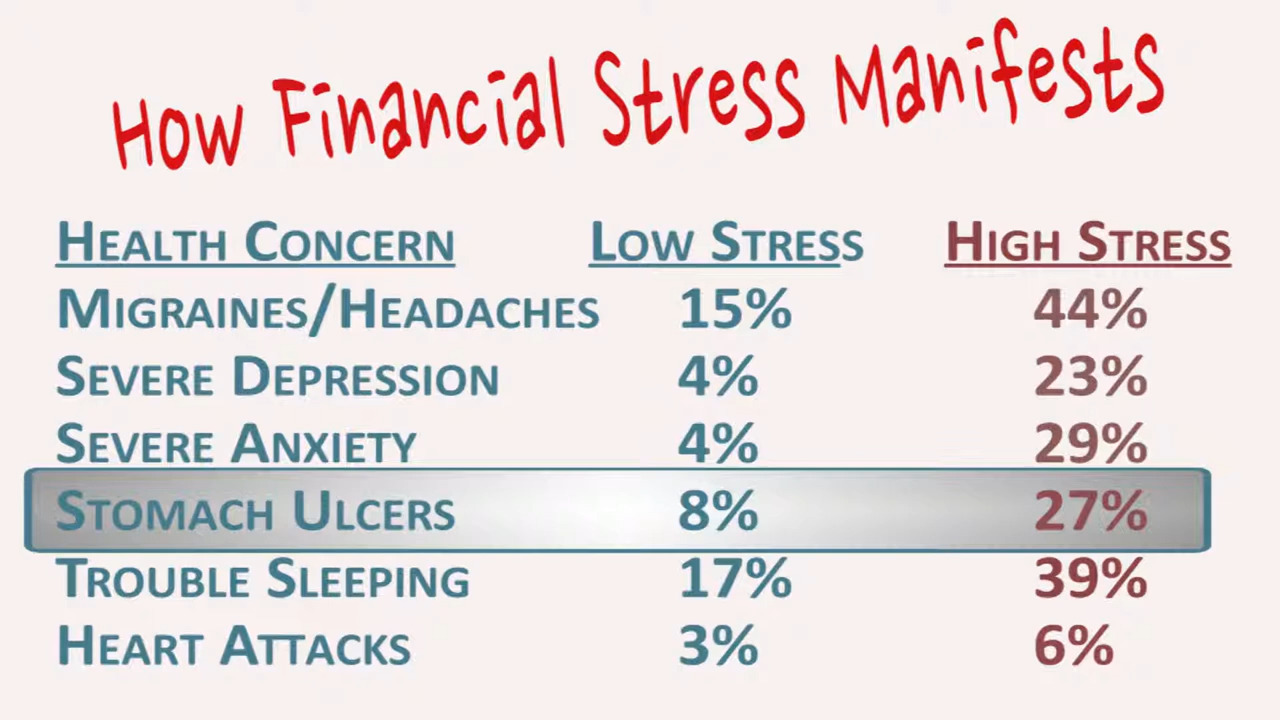 How Financial Stress Manifests
Health Concern Low Stress High Stress
Migraines/Headaches 15% 44%
Severe Depression 4% 23%
Severe Anxiety 4% 29%
Stomach Ulcers 8% 27%
Trouble Sleeping 17% 39%
Heart Attacks 3% 6%